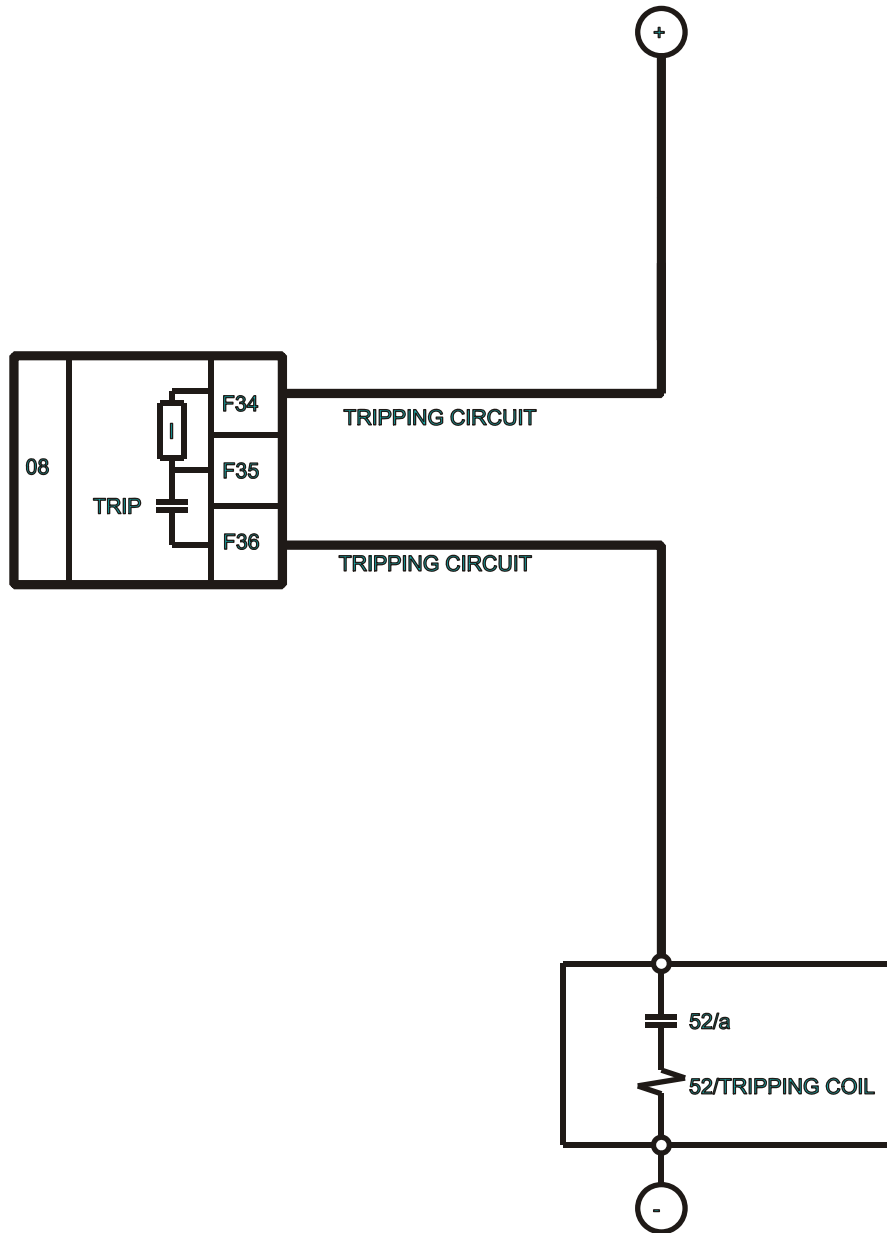 +
F34
TRIPPING CIRCUIT
I
08
F35
TRIP
F36
TRIPPING CIRCUIT
52/a
52/TRIPPING COIL
-